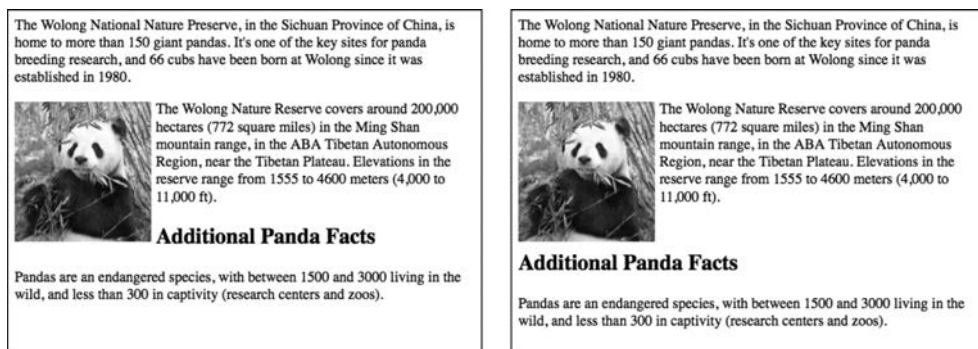 The Wolong National Nature Preserve, in the Sichuan Province of China, is
home to more than 150 giant pandas. It's one of the key sites for panda
breeding research, and 66 cubs have been born at Wolong since it was
established in 1980.
The Wolong Nature Reserve covers around 200,000
hectares (772 square miles) in the Ming Shan
mountain range, in the ABA Tibetan Autonomous
Region, near the Tibetan Plateau. Elevations in the
reserve range from 1555 to 4600 meters (4,000 to
11,000 ft).
Additional Panda Facts
Pandas are an endangered species, with between 1500 and 3000 living in the
wild, and less than 300 in captivity (research centers and zoos).
The Wolong National Nature Preserve, in the Sichuan Province of China, is
home to more than 150 giant pandas. It's one of the key sites for panda
breeding research, and 66 cubs have been born at Wolong since it was
established in 1980.
The Wolong Nature Reserve covers around 200,000
hectares (772 square miles) in the Ming Shan
mountain range, in the ABA Tibetan Autonomous
Region, near the Tibetan Plateau. Elevations in the
reserve range from 1555 to 4600 meters (4,000 to
11,000 ft).
Additional Panda Facts
Pandas are an endangered species, with between 1500 and 3000 living in the
wild, and less than 300 in captivity (research centers and zoos).